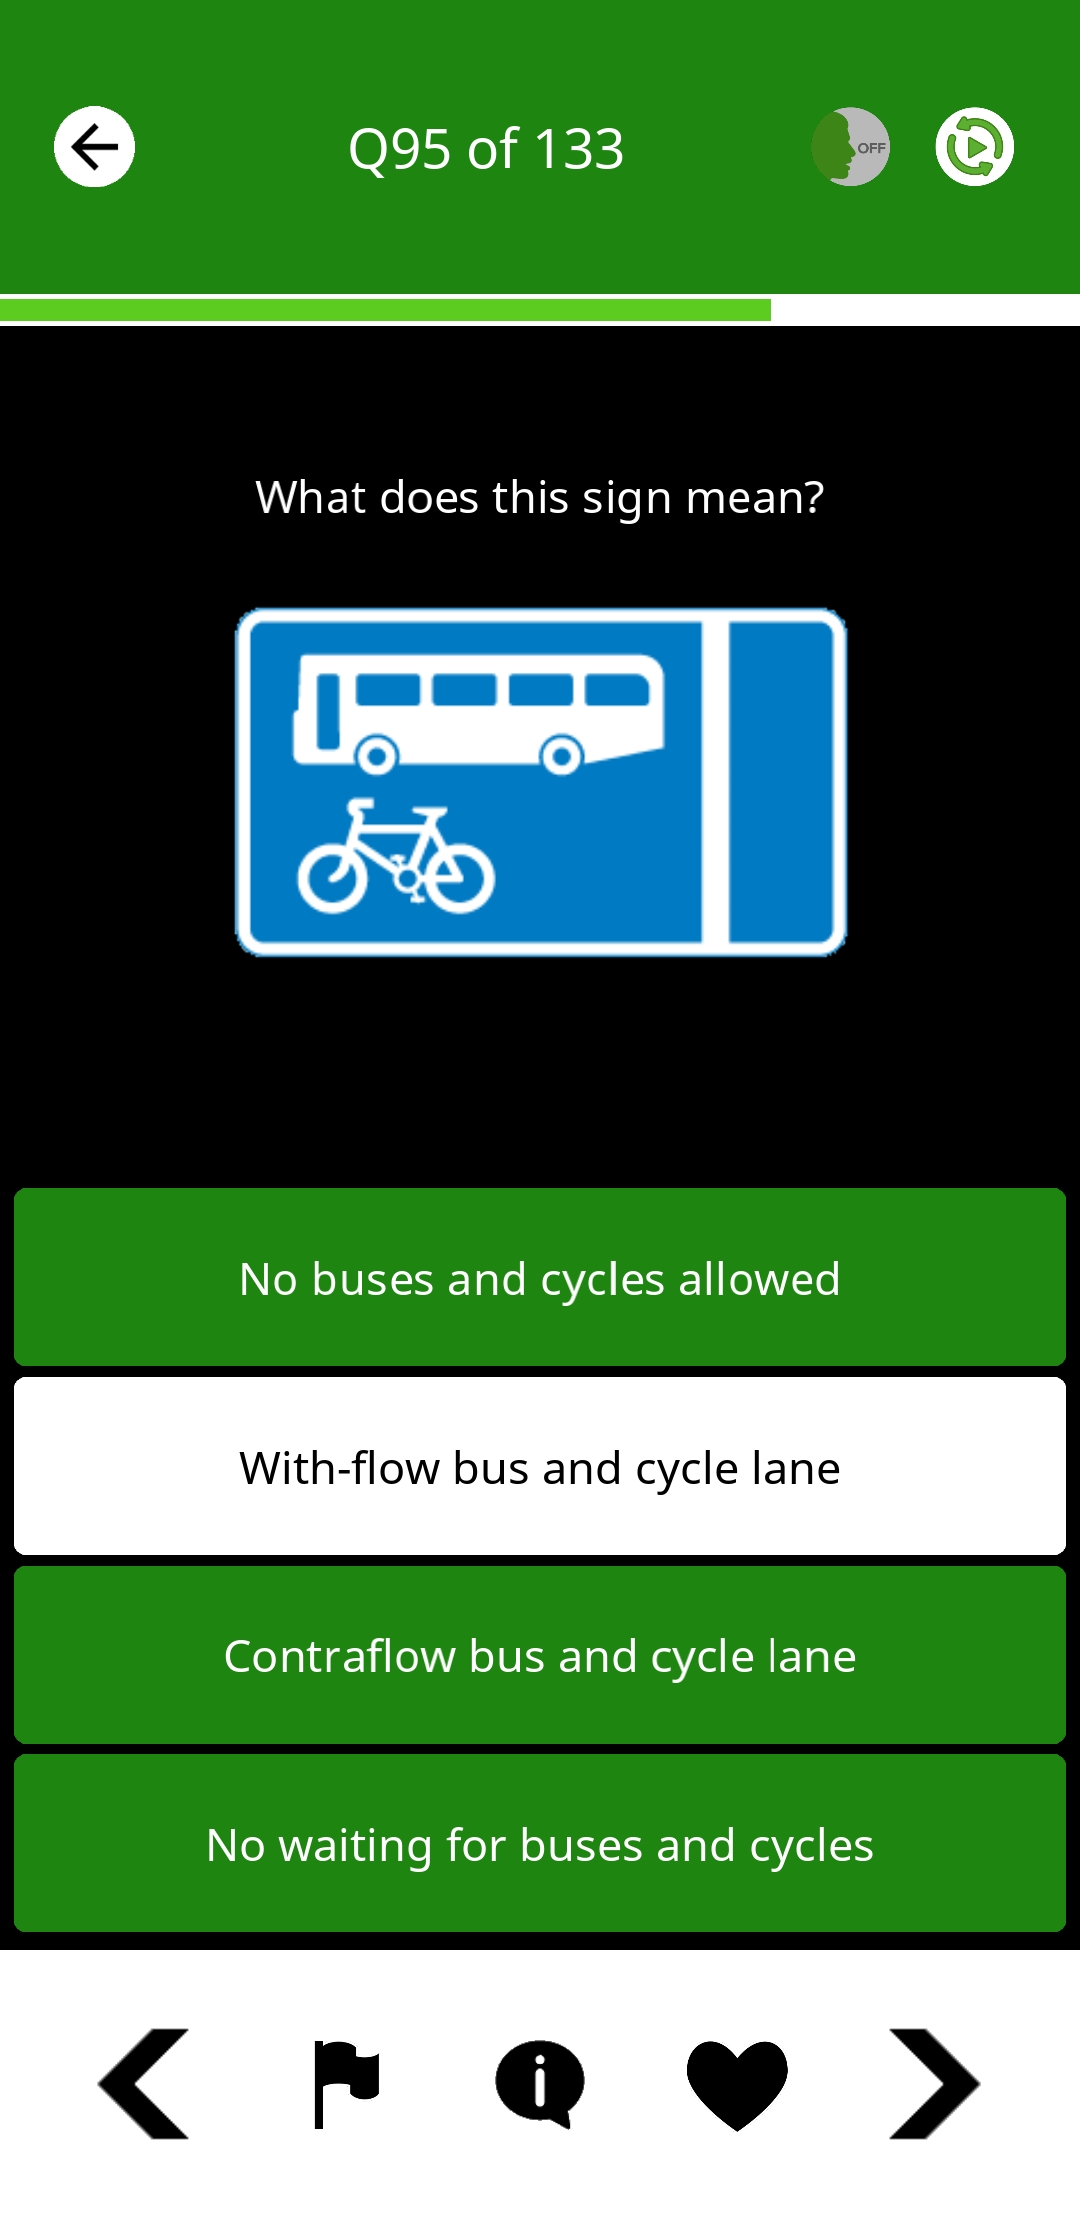 Q95 of 133
OFF
What does this sign mean?
No buses and cycles allowed
With-flow bus and cycle lane
Contraflow bus and cycle lane
No waiting for buses and cycles